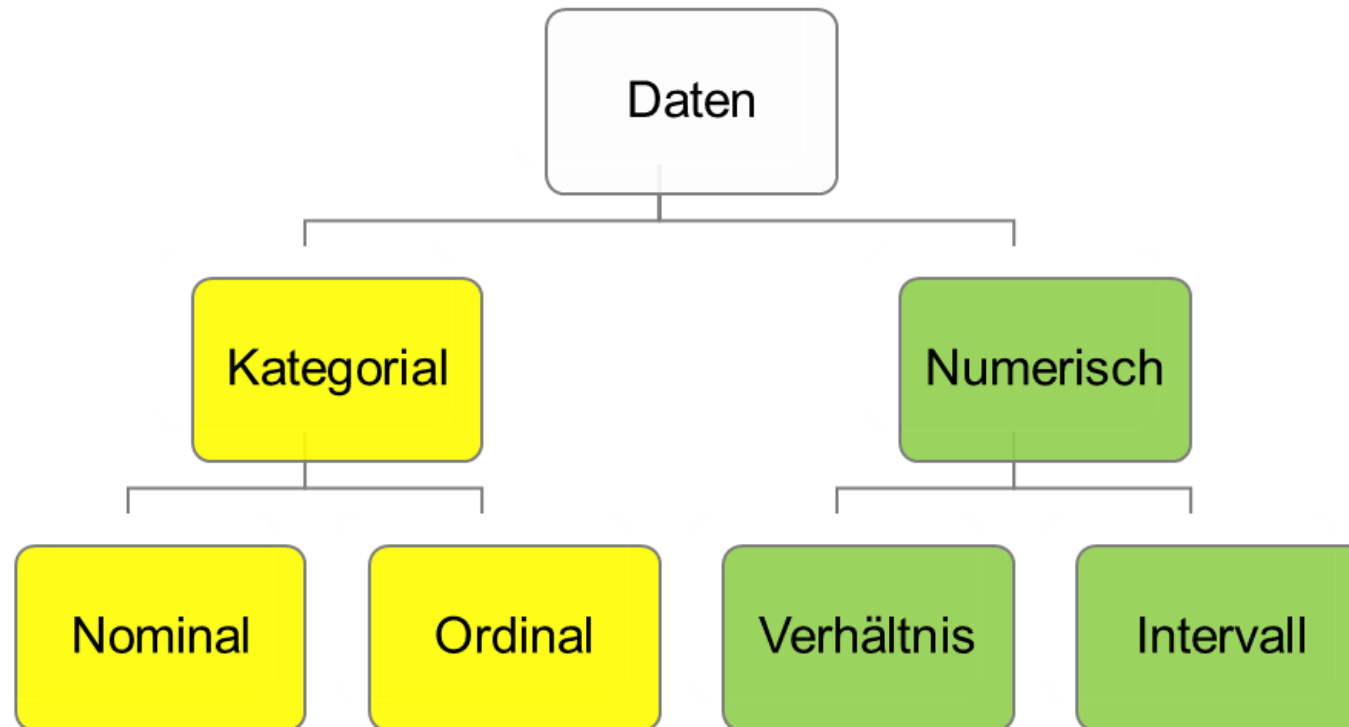 Daten
Kategorial
Numerisch
Nominal
Ordinal
Verhältnis
Intervall